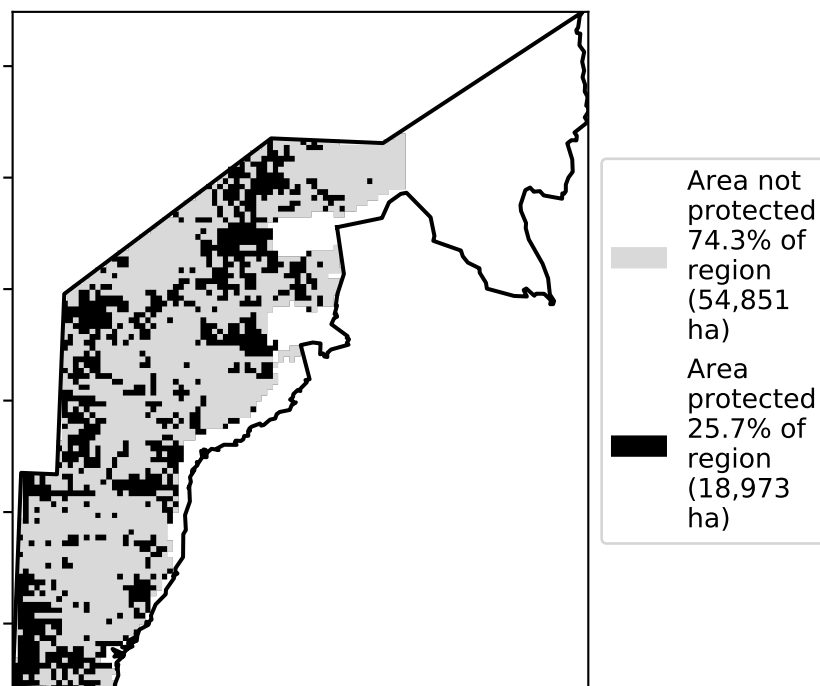 Area not
protected
74.3% of
region
(54,851
ha)
Area
protected
25.7% of
region
(18,973
ha)